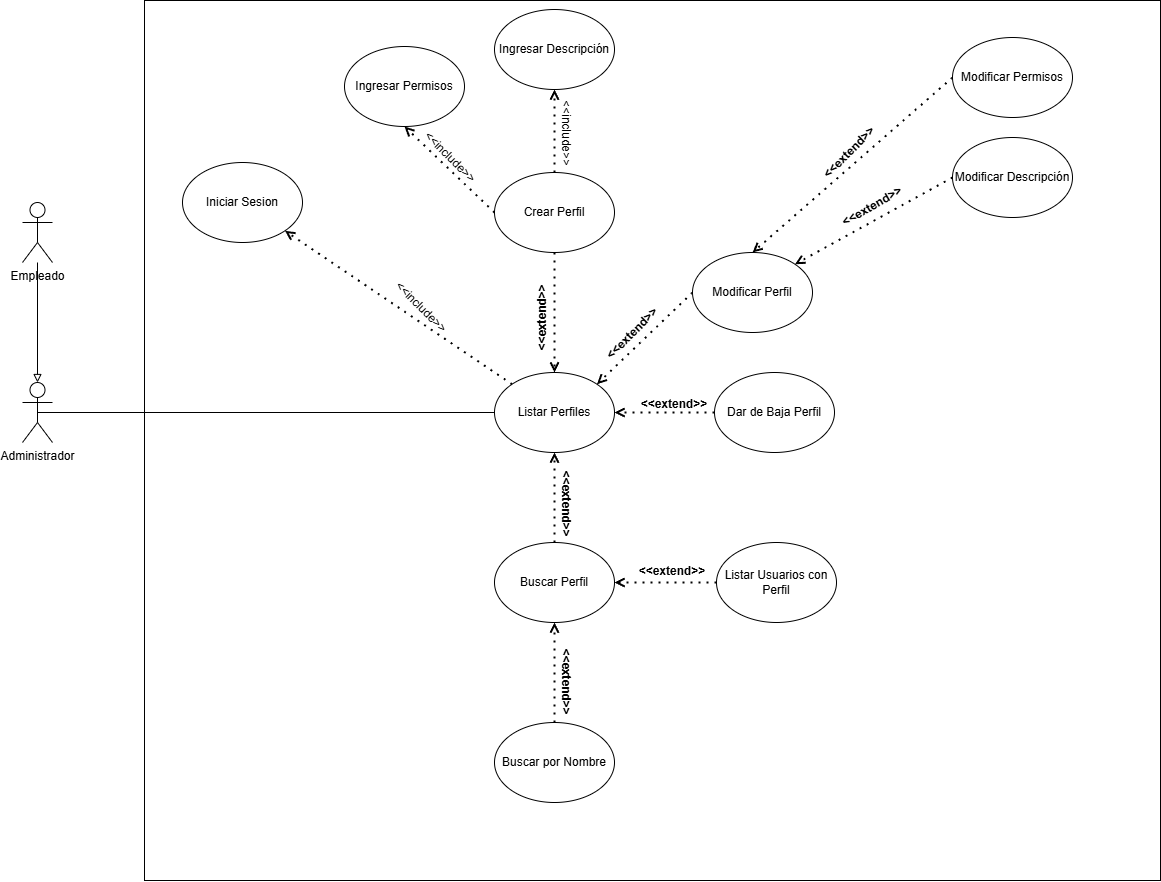 Ingresar Descripción
Ingresar Permisos
Modificar Permisos
<<include>>
<<include>>
<<extend>>
Modificar Descripción
Iniciar Sesion
Crear Perfil
<<extend>>
Empleado
<<include>>
<<extend>>
Modificar Perfil
<<extend>>
Listar Perfiles
<<extend>>
Dar de Baja Perfil
Administrador
<<extend>>
Buscar Perfil
<<extend>>
Listar Usuarios con
Perfil
<<extend>>
Buscar por Nombre